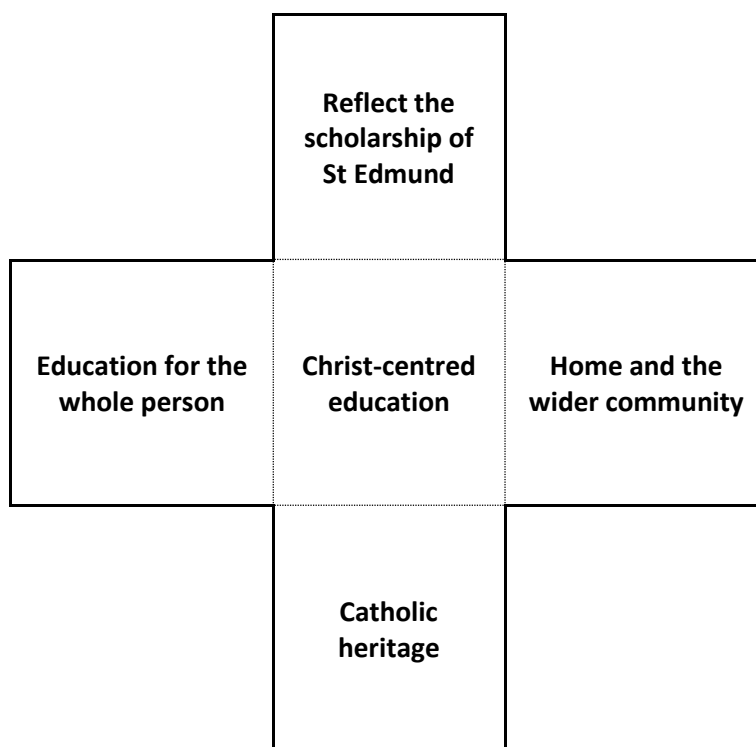 Reflect the
scholarship of
St Edmund
Education for the
whole person
Christ-centred
education
Home and the
wider community
Catholic
heritage